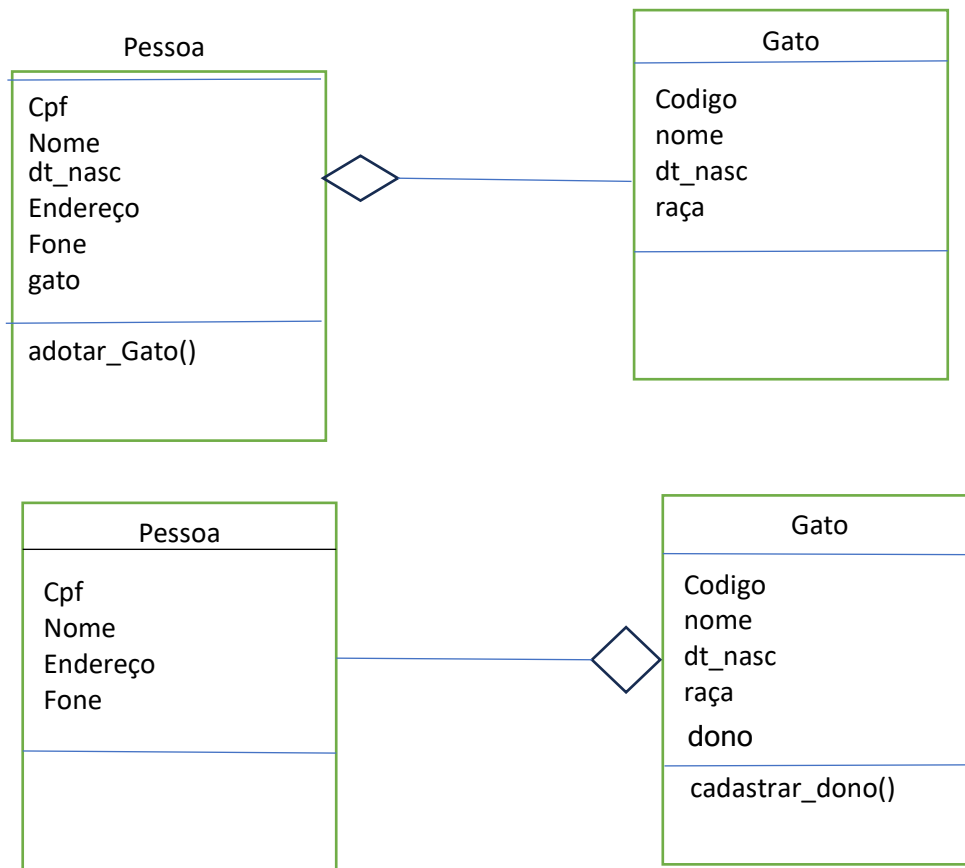 Pessoa
Cpf
Nome
dt_nasc
Endereço
Fone
gato
adotar_Gato()
Gato
Codigo
nome
dt_nasc
raça
Pessoa
Cpf
Nome
Endereço
Fone
Gato
Codigo
nome
dt_nasc
raça
dono
cadastrar_dono()